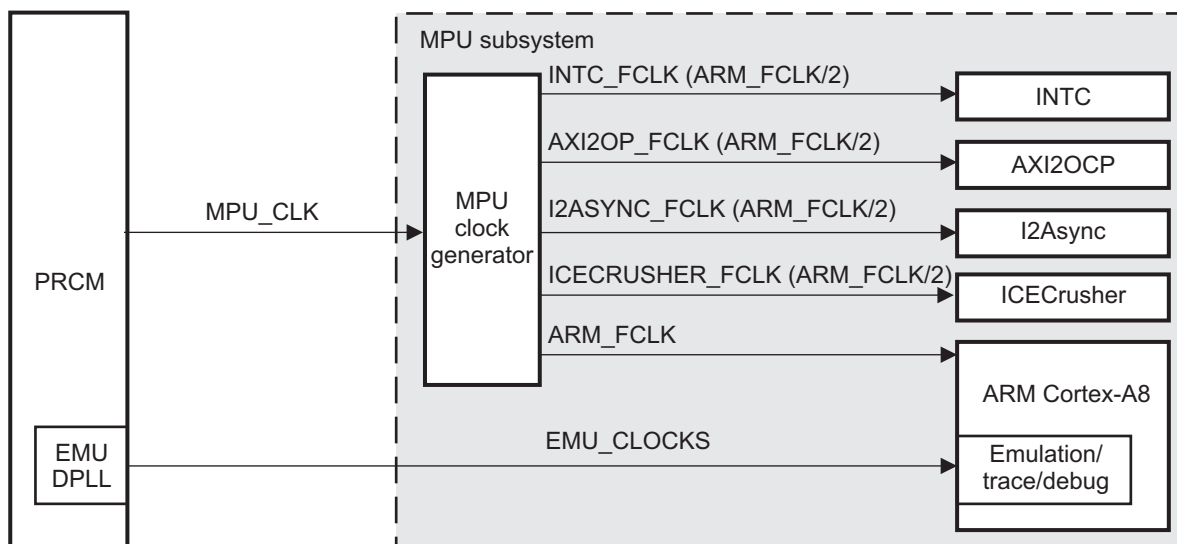 MPU subsystem
INTC_FCLK (ARM_FCLK/2)
INTC
AXI2OP_FCLK (ARM_FCLK/2)
AXI2OCP
MPU_CLK
MPU
clock
generator
I2ASYNC_FCLK (ARM_FCLK/2)
I2Async
PRCM
ICECRUSHER_FCLK (ARM_FCLK/2)
ICECrusher
ARM_FCLK
ARM Cortex-A8
EMU
DPLL
EMU_CLOCKS
Emulation/
trace/debug